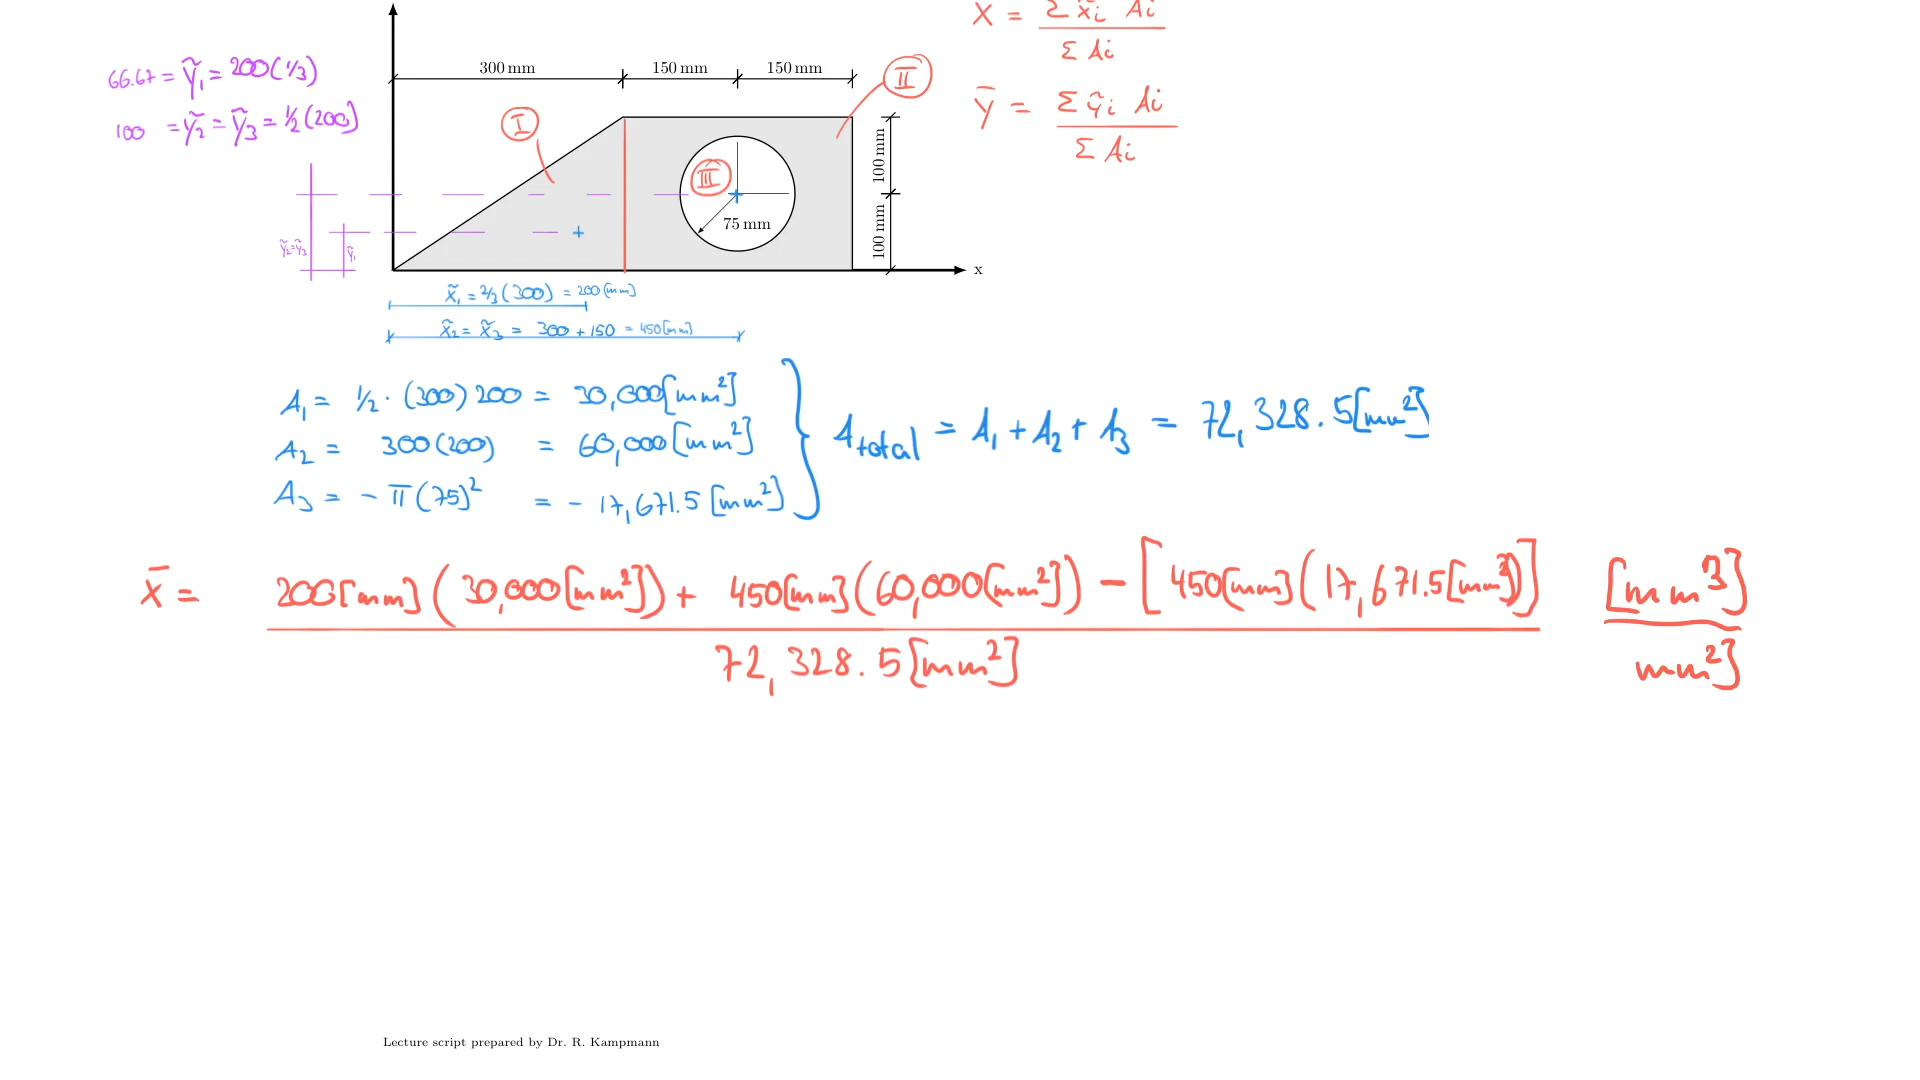 X = Σ x̃i Ai / Σ Ai
300 mm 150 mm 150 mm
II
66.67 = ỹ1 = 200(1/3)
100 = ỹ2 = ỹ3 = 1/2(200)
I
Ȳ = Σ ỹi Ai / Σ Ai
100 mm
III
75 mm
100 mm
ỹ2=ỹ3 ỹ1
x
x̃1 = 2/3(300) = 200[mm]
x̃2 = x̃3 = 300 + 150 = 450[mm]
A1 = 1/2 · (300) 200 = 30,000[mm²]
A2 = 300(200) = 60,000[mm²]
A3 = - π(75)² = - 17,671.5[mm²]
Atotal = A1 + A2 + A3 = 72,328.5[mm²]
X̄ = 200[mm](30,000[mm²]) + 450[mm](60,000[mm²]) - [450[mm](17,671.5[mm²])] [mm³]
72,328.5[mm²] mm²]
Lecture script prepared by Dr. R. Kampmann